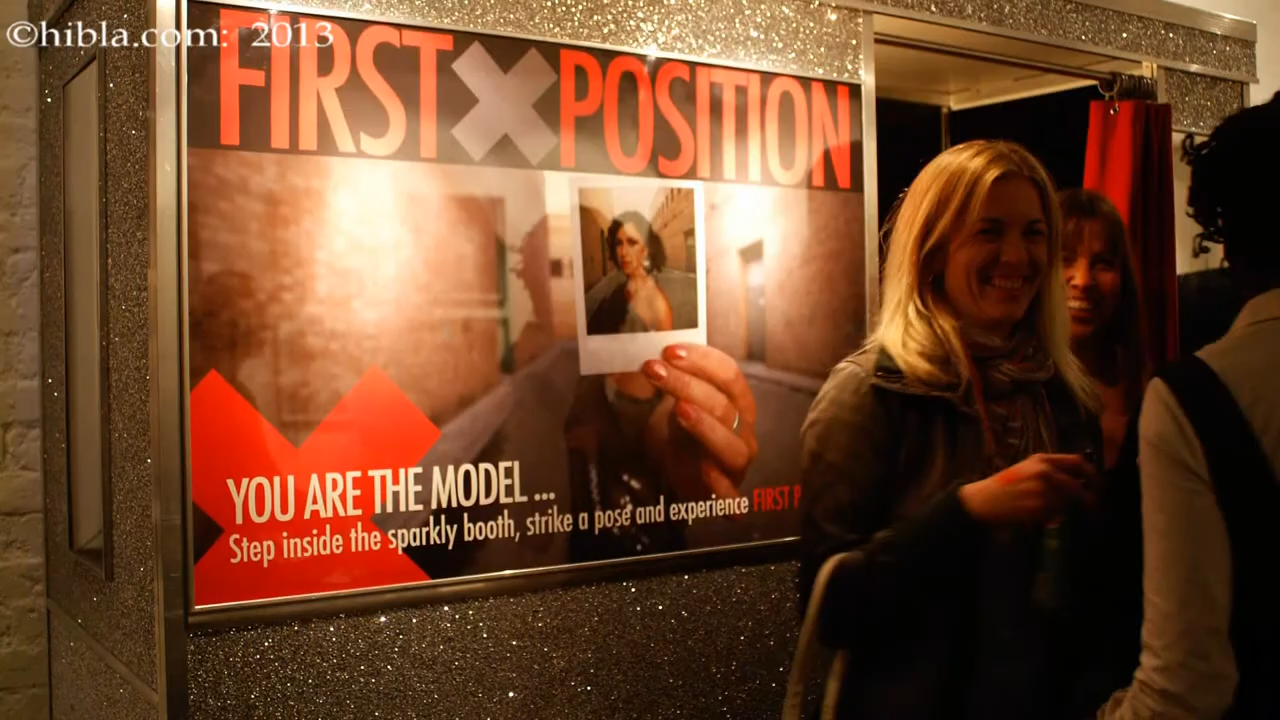 ©hibla.com: 2013
FIRST X POSITION
YOU ARE THE MODEL ...
Step inside the sparkly booth, strike a pose and experience FIRST P